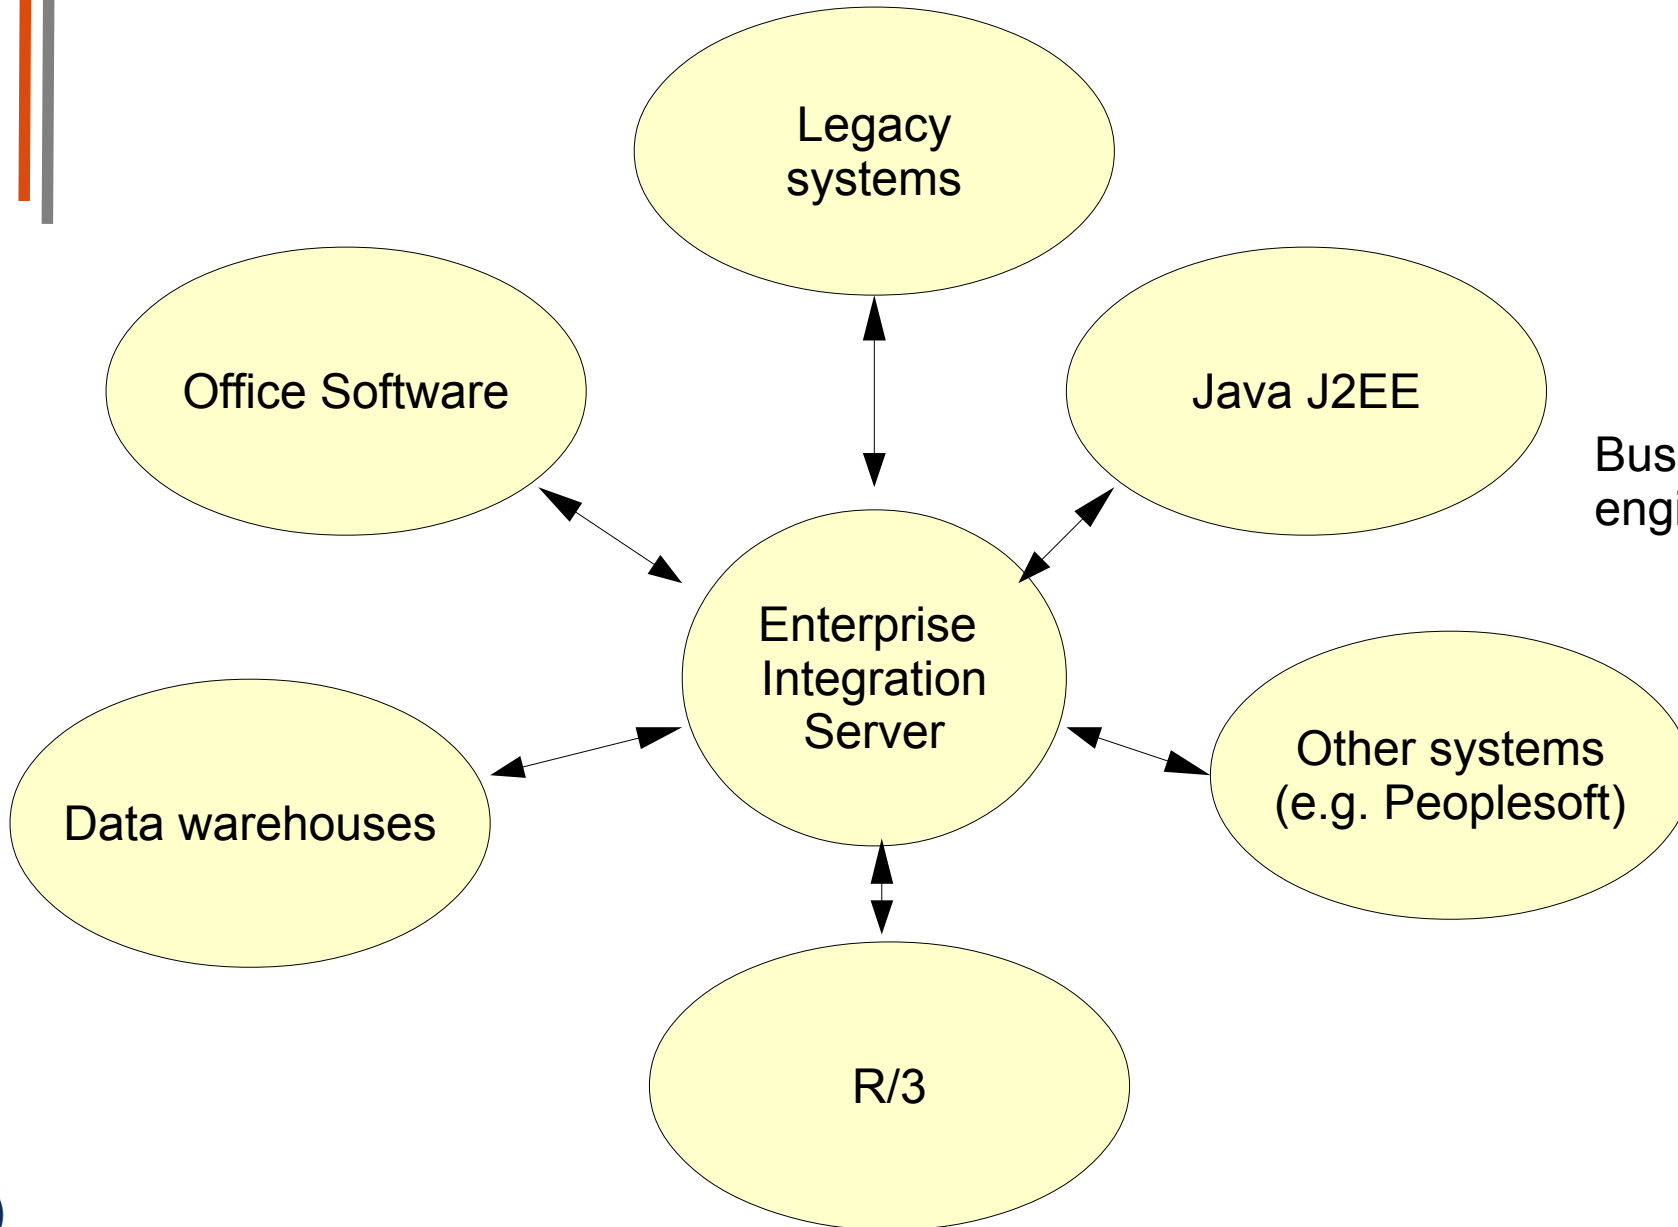 Legacy
systems
Office Software
Java J2EE
Enterprise
Integration
Server
Other systems
(e.g. Peoplesoft)
Data warehouses
R/3